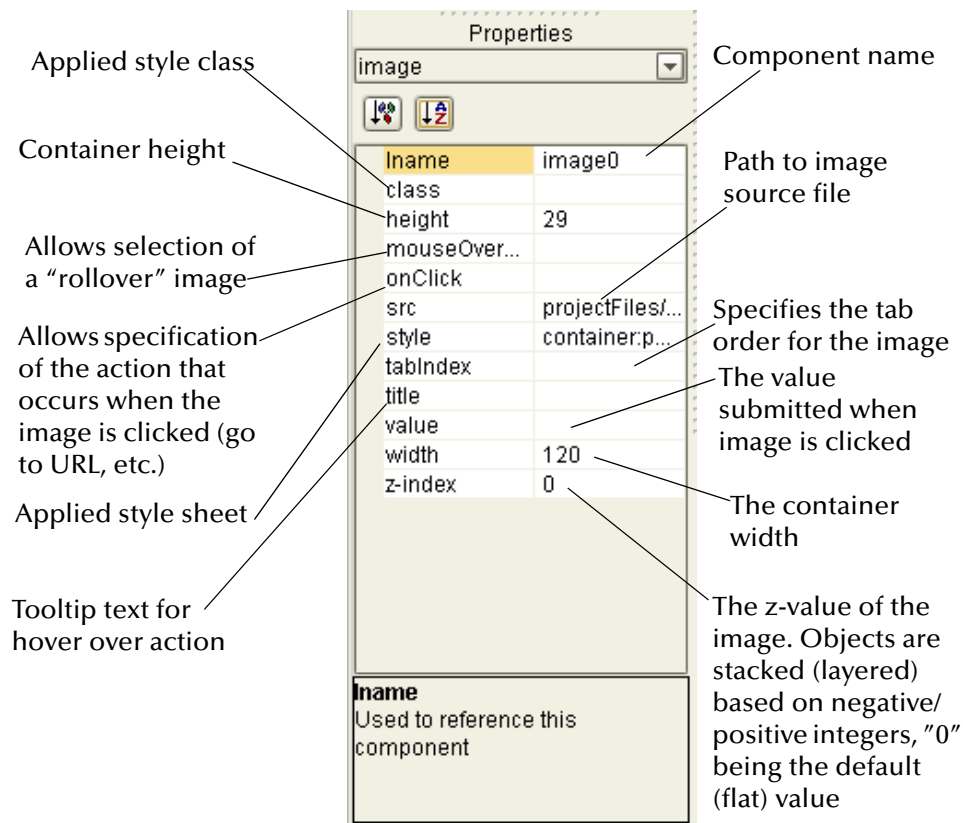 Properties
image
lname image0
class
height 29
mouseOver...
onClick
src projectFiles/...
style container:p...
tabIndex
title
value
width 120
z-index 0
lname
Used to reference this
component
Applied style class
Container height
Allows selection of
a “rollover” image
Allows specification
of the action that
occurs when the
image is clicked (go
to URL, etc.)
Applied style sheet
Tooltip text for
hover over action
Component name
Path to image
source file
Specifies the tab
order for the image
The value
submitted when
image is clicked
The container
width
The z-value of the
image. Objects are
stacked (layered)
based on negative/
positive integers, ”0”
being the default
(flat) value